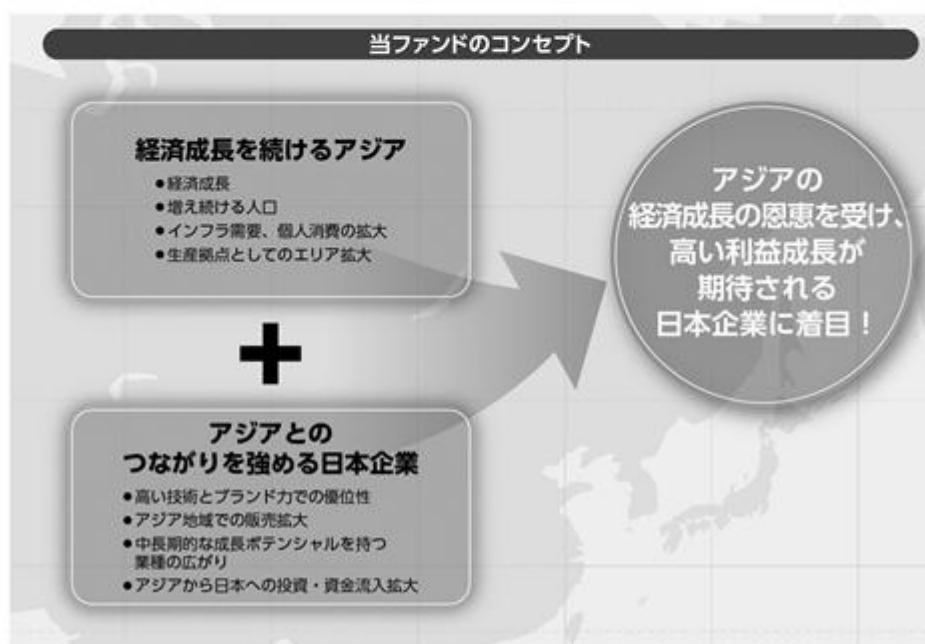 当ファンドのコンセプト
経済成長を続けるアジア
●経済成長
●増え続ける人口
●インフラ需要、個人消費の拡大
●生産拠点としてのエリア拡大
アジアとの
つながりを強める日本企業
●高い技術とブランド力での優位性
●アジア地域での販売拡大
●中長期的な成長ポテンシャルを持つ
業種の広がり
●アジアから日本への投資・資金流入拡大
アジアの
経済成長の恩恵を受け、
高い利益成長が
期待される
日本企業に着目！